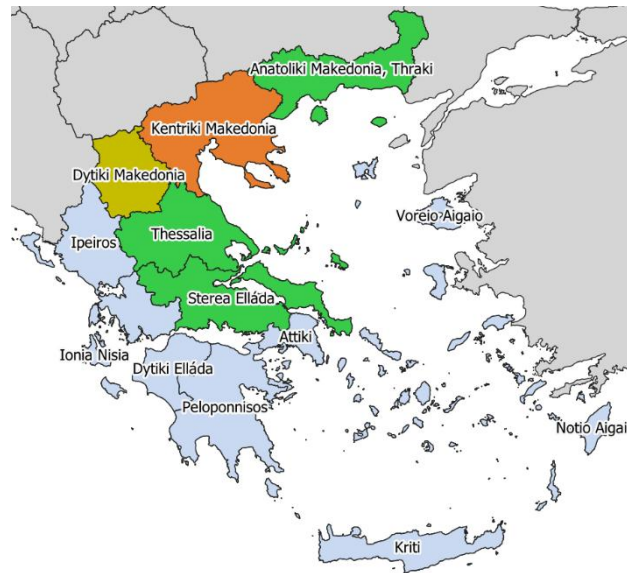 Anatoliki Makedonia, Thraki
Kentriki Makedonia
Dytiki Makedonia
Voreio Aigaio
Ipeiros
Thessalia
Sterea Elláda
Attiki
Ionia Nisia
Dytiki Elláda
Peloponnisos
Notio Aigai
Kriti